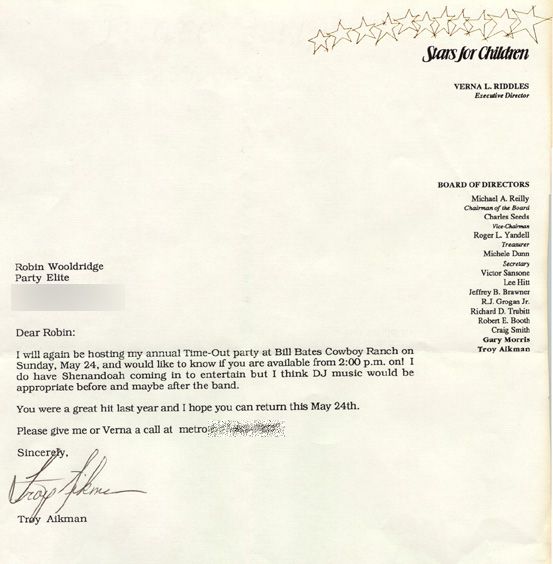 Stars for Children
VERNA L. RIDDLES
Executive Director
BOARD OF DIRECTORS
Michael A. Reilly
Chairman of the Board
Charles Seeds
Vice-Chairman
Roger L. Yandell
Treasurer
Michele Dunn
Secretary
Victor Sansone
Lee Hitt
Jeffrey B. Brawner
R.J. Grogan Jr.
Richard D. Trubitt
Robert E. Booth
Craig Smith
Gary Morris
Troy Aikman
Robin Wooldridge
Party Elite
Dear Robin:
I will again be hosting my annual Time-Out party at Bill Bates Cowboy Ranch on
Sunday, May 24, and would like to know if you are available from 2:00 p.m. on! I
do have Shenandoah coming in to entertain but I think DJ music would be
appropriate before and maybe after the band.
You were a great hit last year and I hope you can return this May 24th.
Please give me or Verna a call at metro
Sincerely,
Troy Aikman
Troy Aikman